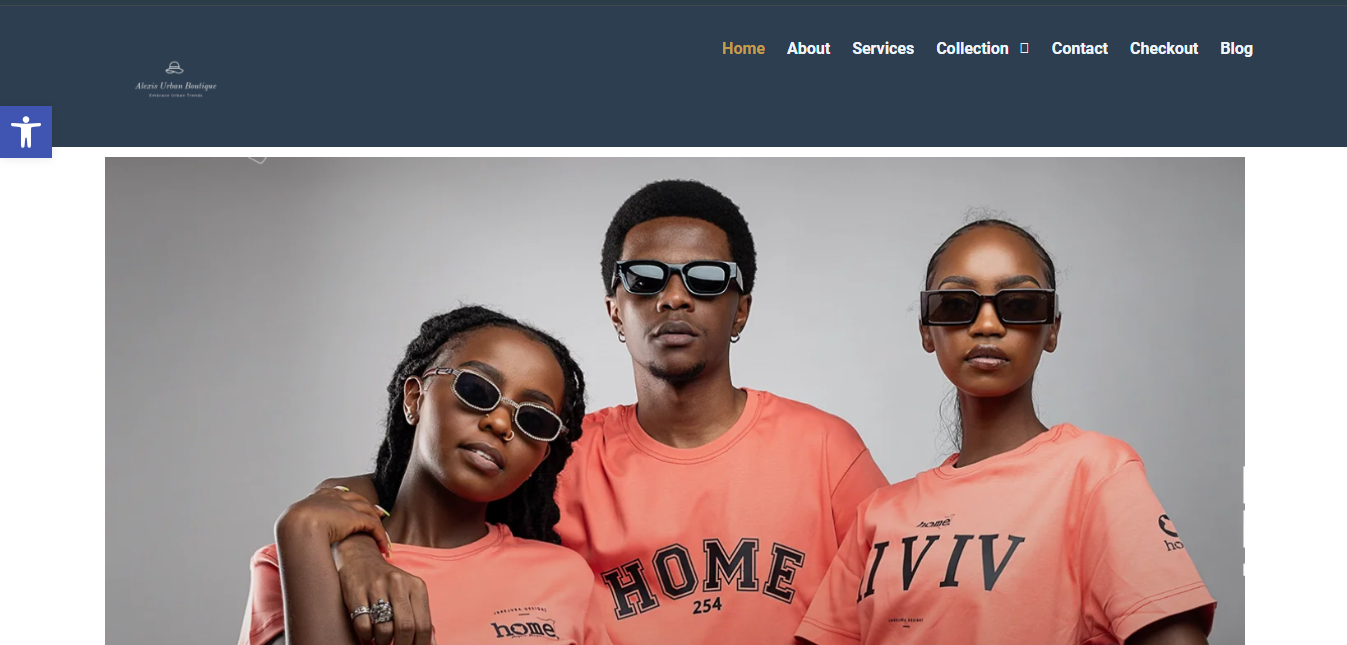 Home About Services Collection Contact Checkout Blog
Alexis Urban Boutique
Embrace Urban Trends
HOME
254
home
IVIV
home
ho